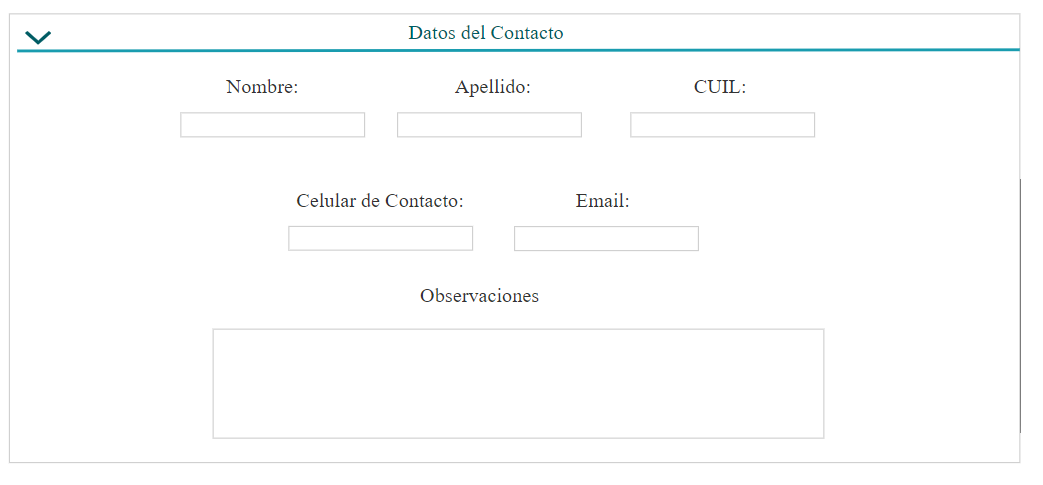 Datos del Contacto
Nombre: Apellido: CUIL:
Celular de Contacto: Email:
Observaciones